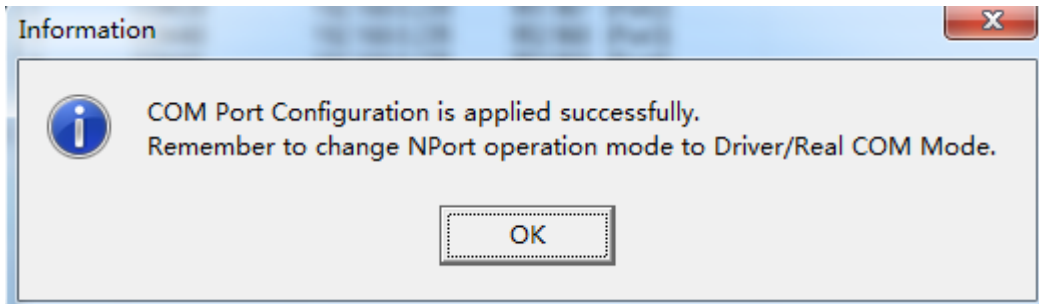 Information
COM Port Configuration is applied successfully.
Remember to change NPort operation mode to Driver/Real COM Mode.
OK